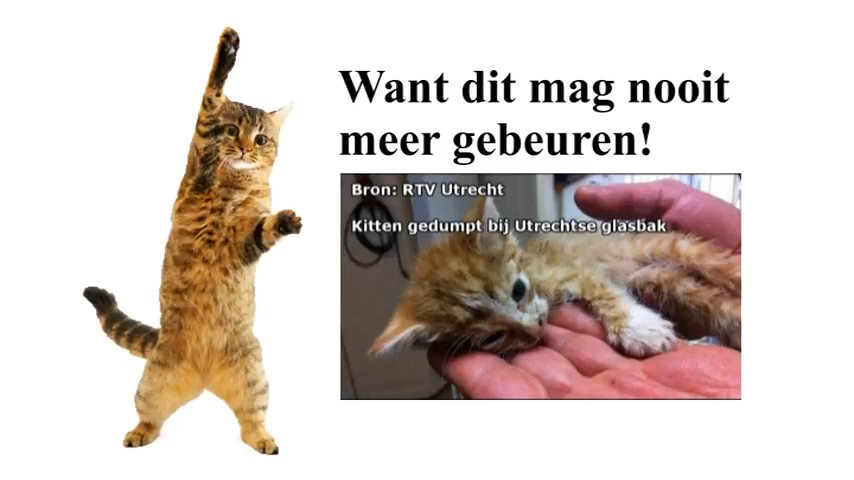 Want dit mag nooit
meer gebeuren!
Bron: RTV Utrecht
Kitten gedumpt bij Utrechtse glasbak